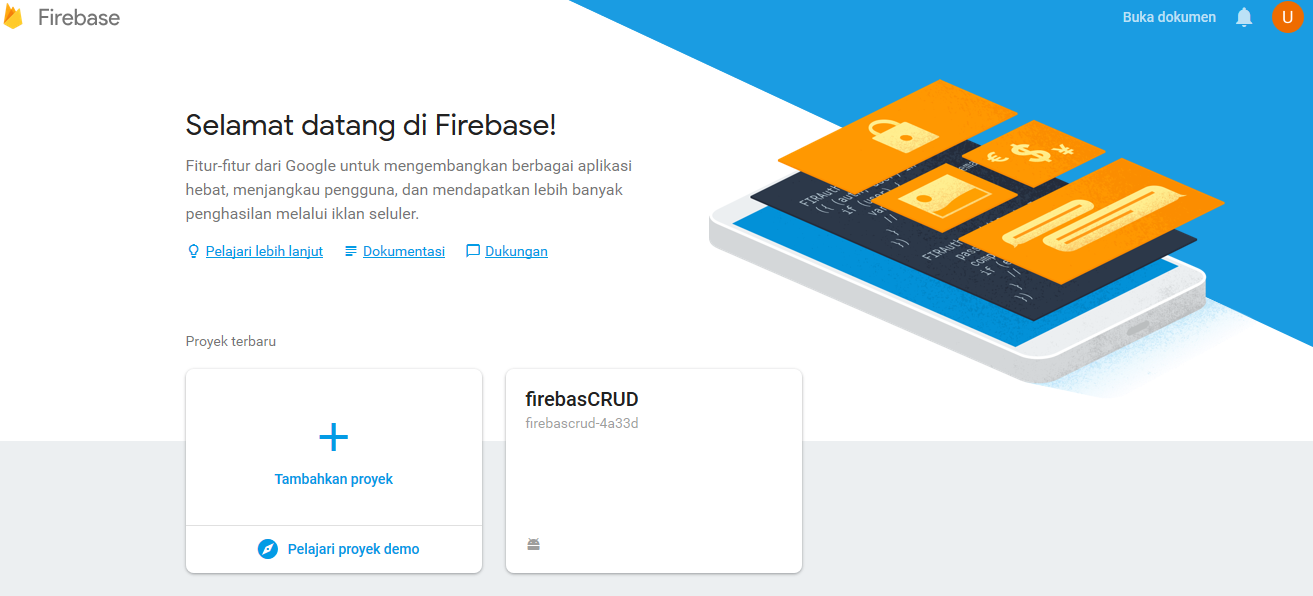 Firebase
Buka dokumen
U
Selamat datang di Firebase!
Fitur-fitur dari Google untuk mengembangkan berbagai aplikasi
hebat, menjangkau pengguna, dan mendapatkan lebih banyak
penghasilan melalui iklan seluler.
Pelajari lebih lanjut
Dokumentasi
Dukungan
Proyek terbaru
Tambahkan proyek
Pelajari proyek demo
firebasCRUD
firebascrud-4a33d